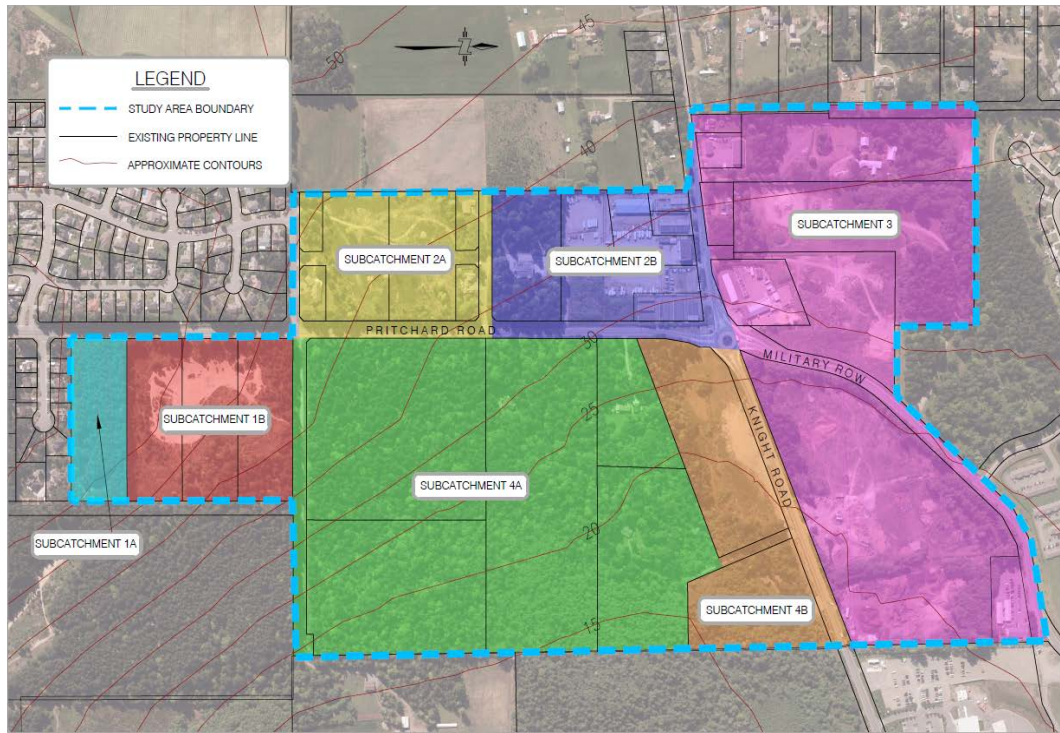 50
45
LEGEND
STUDY AREA BOUNDARY
EXISTING PROPERTY LINE
APPROXIMATE CONTOURS
Z
40
SUBCATCHMENT 3
SUBCATCHMENT 2A
SUBCATCHMENT 2B
PRITCHARD ROAD
30
MILITARY ROW
SUBCATCHMENT 1B
25
KNIGHT ROAD
SUBCATCHMENT 4A
20
SUBCATCHMENT 1A
SUBCATCHMENT 4B
15